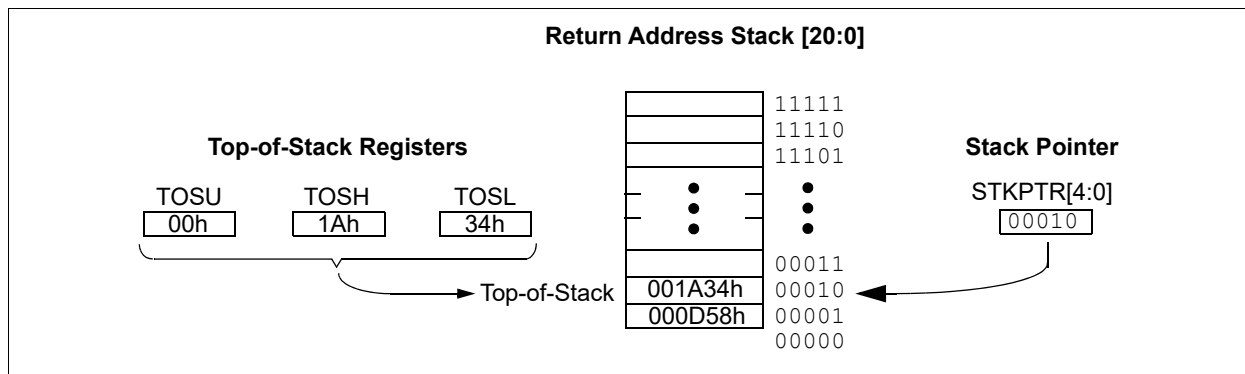 Return Address Stack [20:0]
11111
11110
Top-of-Stack Registers 11101 Stack Pointer
TOSU TOSH TOSL STKPTR[4:0]
00h 1Ah 34h 00010
00011
Top-of-Stack 001A34h 00010
000D58h 00001
00000